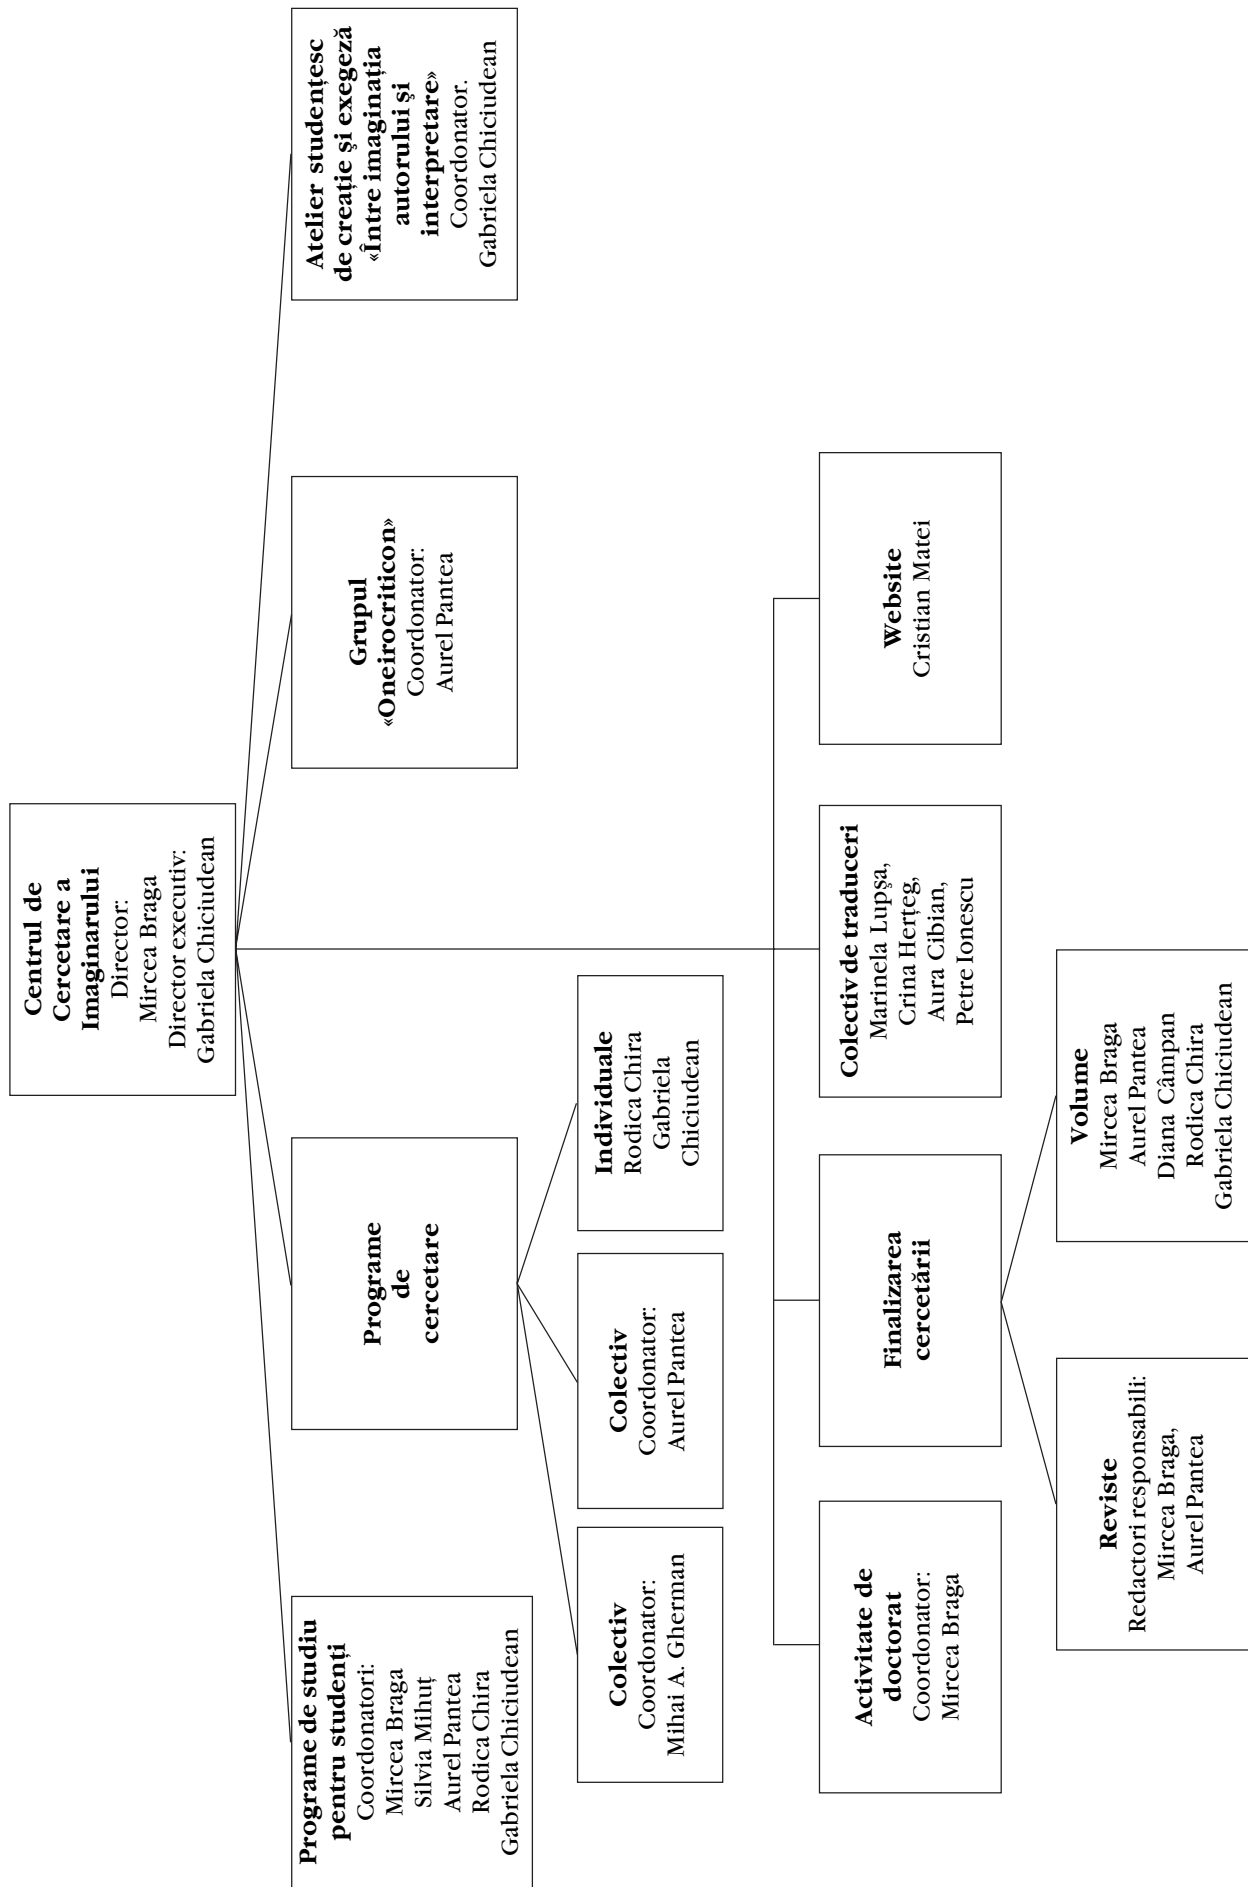 Centrul de
Cercetare a
Imaginarului
Director:
Mircea Braga
Director executiv:
Gabriela Chiciudean
Programe de studiu
pentru studenți
Coordonatori:
Mircea Braga
Silvia Mihuț
Aurel Pantea
Rodica Chira
Gabriela Chiciudean
Programe
de
cercetare
Grupul
«Oneirocriticon»
Coordonator:
Aurel Pantea
Atelier studențesc
de creație și exegeză
«Între imaginația
autorului și
interpretare»
Coordonator.
Gabriela Chiciudean
Colectiv
Coordonator:
Mihai A. Gherman
Colectiv
Coordonator:
Aurel Pantea
Individuale
Rodica Chira
Gabriela
Chiciudean
Activitate de
doctorat
Coordonator:
Mircea Braga
Finalizarea
cercetării
Colectiv de traduceri
Marinela Lupșa,
Crina Herțeg,
Aura Cibian,
Petre Ionescu
Website
Cristian Matei
Reviste
Redactori responsabili:
Mircea Braga,
Aurel Pantea
Volume
Mircea Braga
Aurel Pantea
Diana Câmpan
Rodica Chira
Gabriela Chiciudean